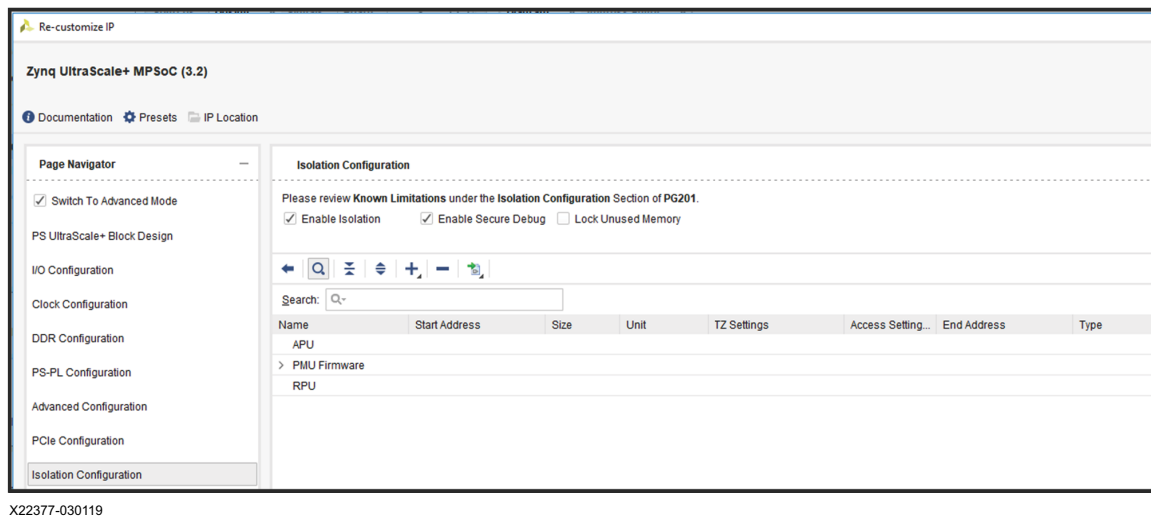 Re-customize IP
Zynq UltraScale+ MPSoC (3.2)
Documentation Presets IP Location
Page Navigator
Switch To Advanced Mode
PS UltraScale+ Block Design
I/O Configuration
Clock Configuration
DDR Configuration
PS-PL Configuration
Advanced Configuration
PCIe Configuration
Isolation Configuration
Isolation Configuration
Please review Known Limitations under the Isolation Configuration Section of PG201.
Enable Isolation Enable Secure Debug Lock Unused Memory
Search:
Name Start Address Size Unit TZ Settings Access Setting... End Address Type
APU
PMU Firmware
RPU
X22377-030119